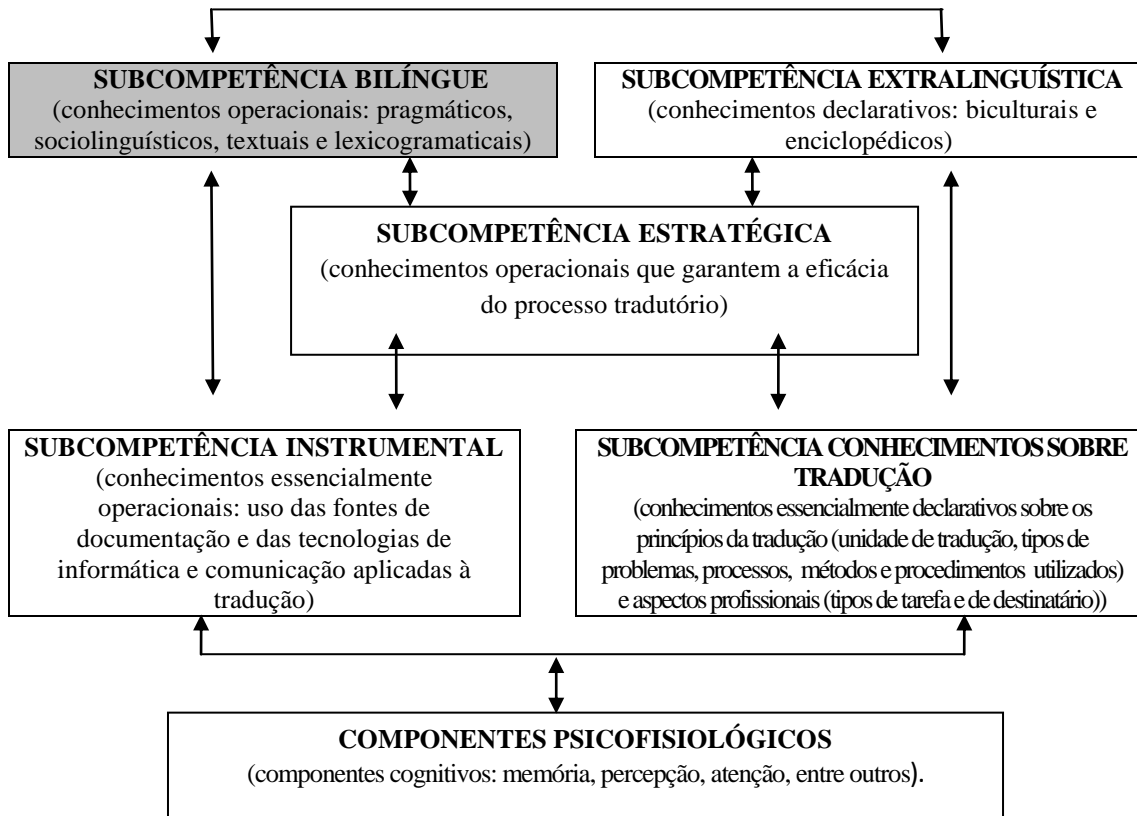 SUBCOMPETÊNCIA BILÍNGUE
(conhecimentos operacionais: pragmáticos,
sociolinguísticos, textuais e lexicogramaticais)
SUBCOMPETÊNCIA EXTRALINGUÍSTICA
(conhecimentos declarativos: biculturais e
enciclopédicos)
SUBCOMPETÊNCIA ESTRATÉGICA
(conhecimentos operacionais que garantem a eficácia
do processo tradutório)
SUBCOMPETÊNCIA INSTRUMENTAL
(conhecimentos essencialmente
operacionais: uso das fontes de
documentação e das tecnologias de
informática e comunicação aplicadas à
tradução)
SUBCOMPETÊNCIA CONHECIMENTOS SOBRE
TRADUÇÃO
(conhecimentos essencialmente declarativos sobre os
princípios da tradução (unidade de tradução, tipos de
problemas, processos, métodos e procedimentos utilizados)
e aspectos profissionais (tipos de tarefa e de destinatário))
COMPONENTES PSICOFISIOLÓGICOS
(componentes cognitivos: memória, percepção, atenção, entre outros).